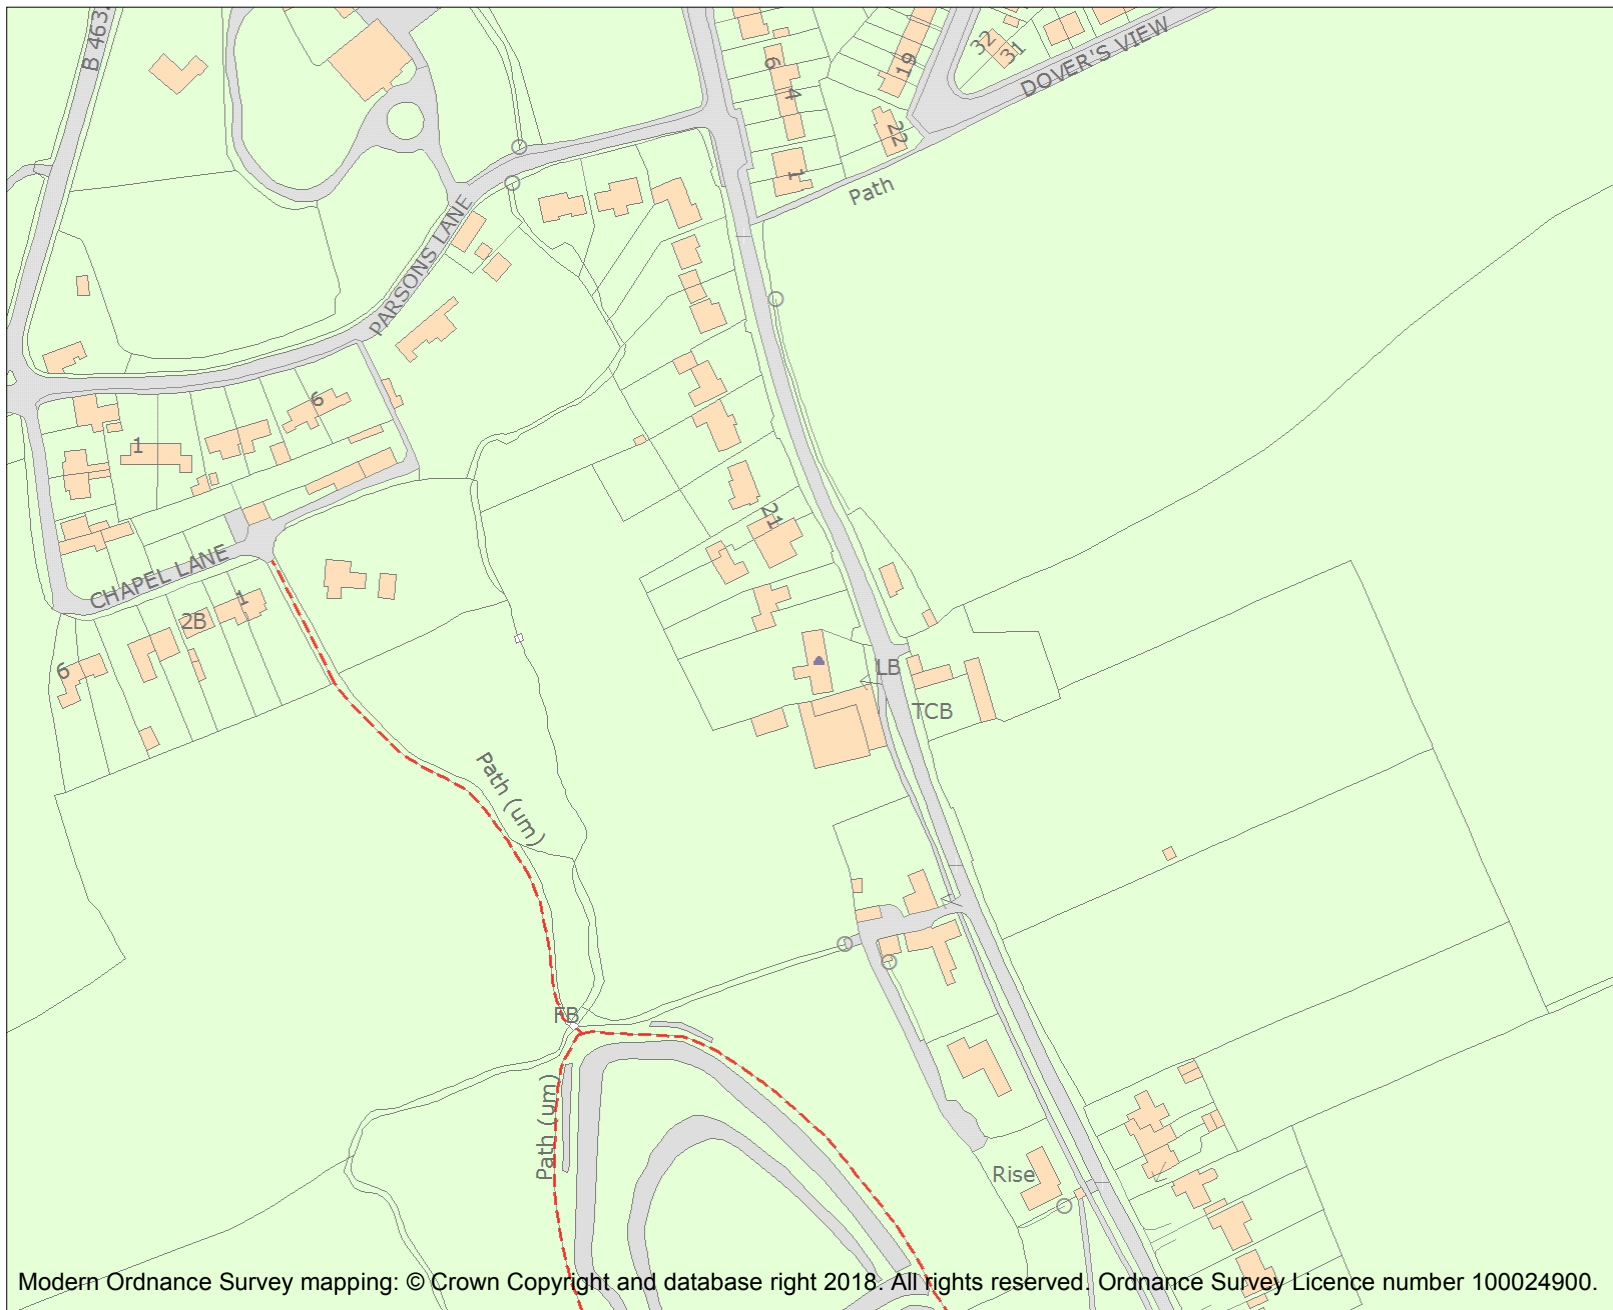 B 463
32
31
DOVER'S VIEW
6
4
19
22
1
Path
PARSONS LANE
6
1
21
CHAPEL LANE
2B
1
6
LB
TCB
Path (um)
FB
Path (um)
Rise
Modern Ordnance Survey mapping: © Crown Copyright and database right 2018. All rights reserved. Ordnance Survey Licence number 100024900.